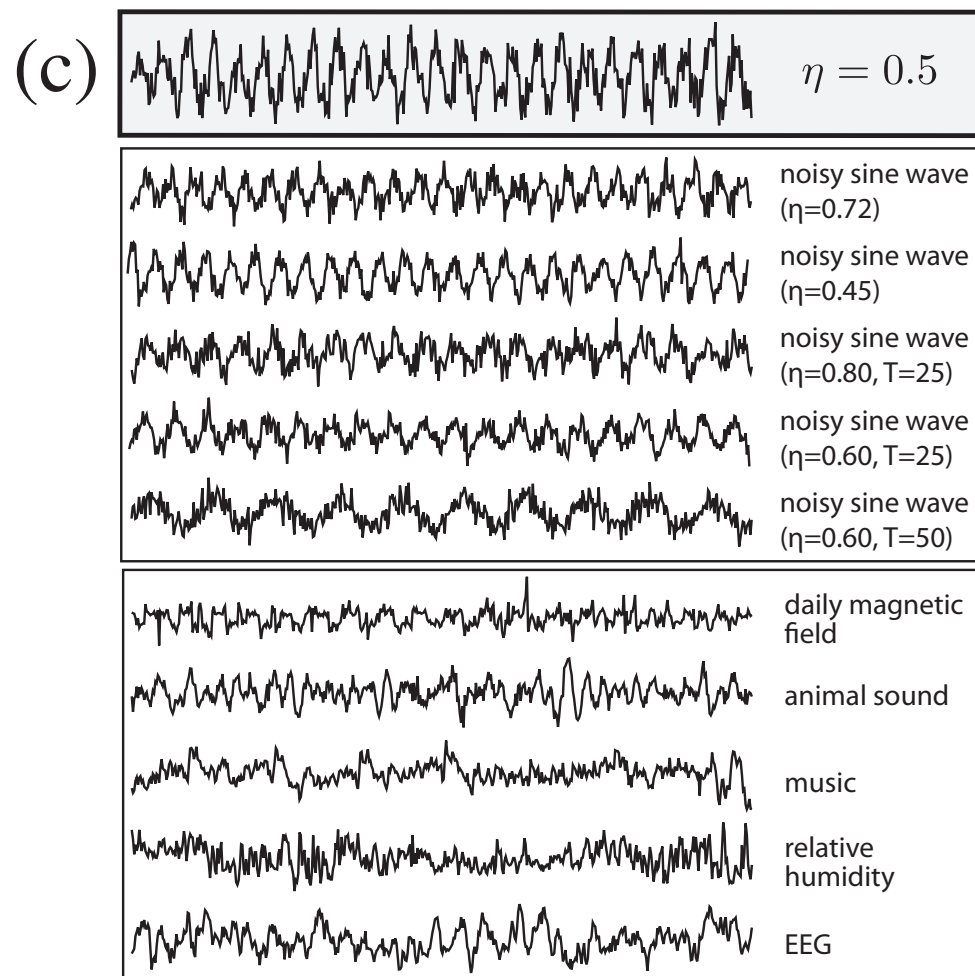 (c)
η = 0.5
noisy sine wave
(η=0.72)
noisy sine wave
(η=0.45)
noisy sine wave
(η=0.80, T=25)
noisy sine wave
(η=0.60, T=25)
noisy sine wave
(η=0.60, T=50)
daily magnetic
field
animal sound
music
relative
humidity
EEG